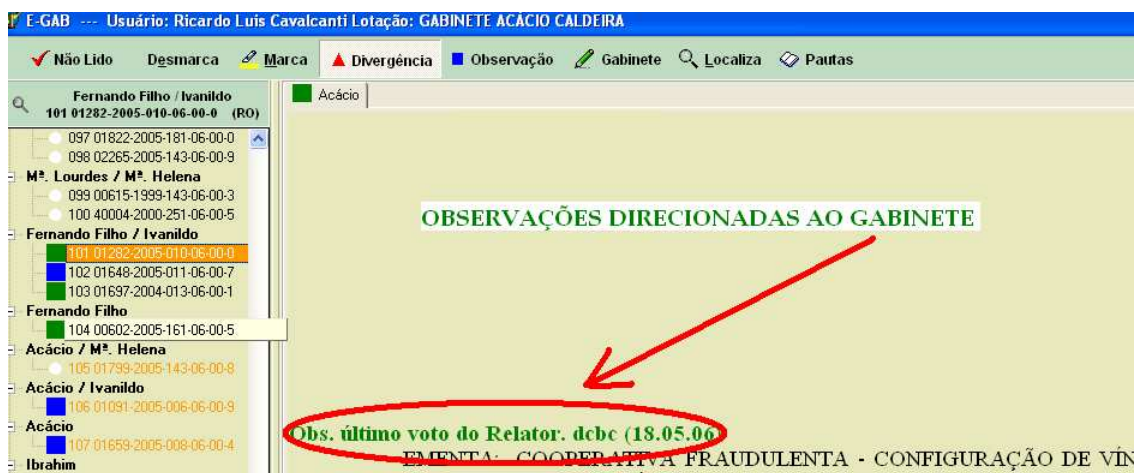 E-GAB --- Usuário: Ricardo Luis Cavalcanti Lotação: GABINETE ACÁCIO CALDEIRA
Não Lido Desmarca Marca Divergência Observação Gabinete Localiza Pautas
Fernando Filho / Ivanildo
101 01282-2005-010-06-00-0 (RO)
Acácio
097 01822-2005-181-06-00-0
098 02265-2005-143-06-00-9
Mª. Lourdes / Mª. Helena
099 00615-1999-143-06-00-3
100 40004-2000-251-06-00-5
Fernando Filho / Ivanildo
101 01282-2005-010-06-00-0
102 01648-2005-011-06-00-7
103 01697-2004-013-06-00-1
Fernando Filho
104 00602-2005-161-06-00-5
Acácio / Mª. Helena
105 01799-2005-143-06-00-8
Acácio / Ivanildo
106 01091-2005-006-06-00-9
Acácio
107 01659-2005-008-06-00-4
Ibrahim
OBSERVAÇÕES DIRECIONADAS AO GABINETE
Obs. último voto do Relator. dcbc (18.05.06)
EMENTA: COOPERATIVA FRAUDULENTA - CONFIGURAÇÃO DE VÍN